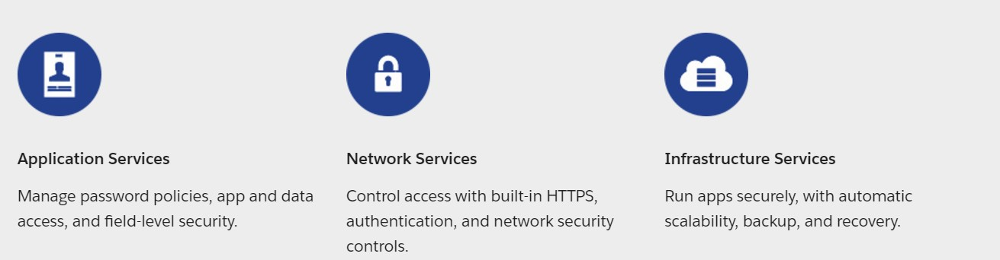 Application Services
Manage password policies, app and data
access, and field-level security.
Network Services
Control access with built-in HTTPS,
authentication, and network security
controls.
Infrastructure Services
Run apps securely, with automatic
scalability, backup, and recovery.